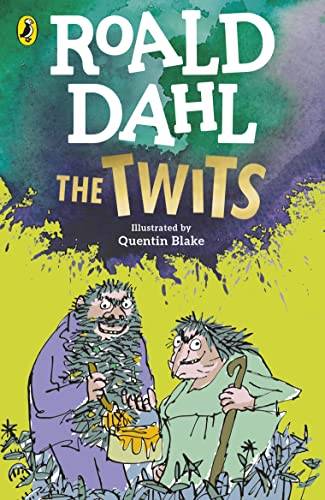 ROALD
DAHL
THE TWITS
Illustrated by
Quentin Blake